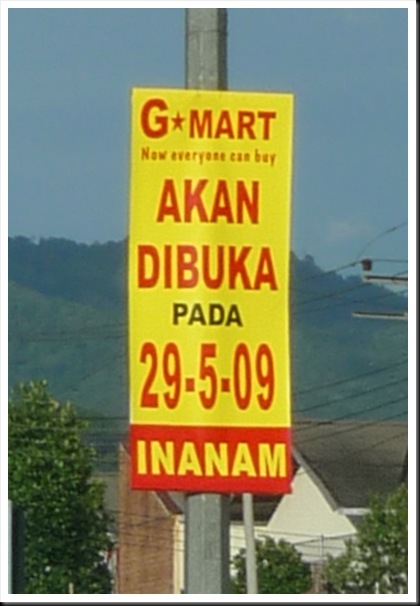 G★MART
Now everyone can buy
AKAN
DIBUKA
PADA
29-5-09
INANAM